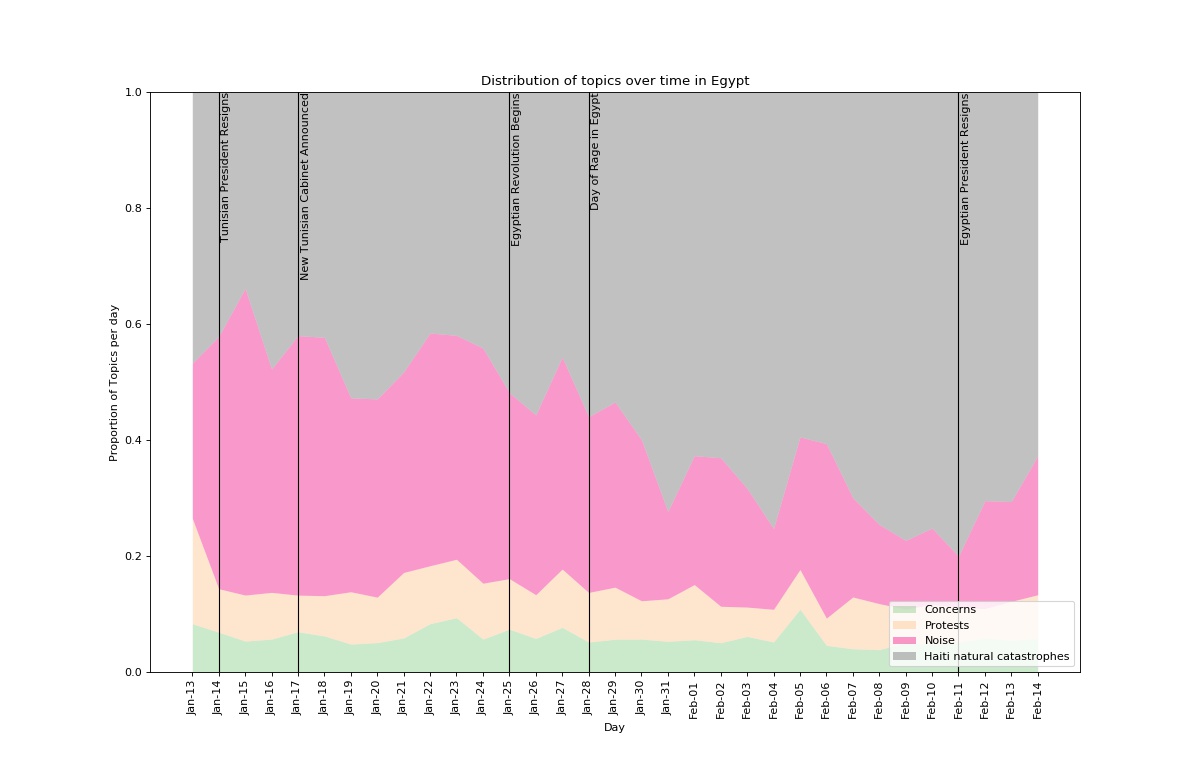 Distribution of topics over time in Egypt
1.0
0.8
0.6
0.4
0.2
0.0
Proportion of Topics per day
Tunisian President Resigns
New Tunisian Cabinet Announced
Egyptian Revolution Begins
Day of Rage in Egypt
Egyptian President Resigns
Concerns
Protests
Noise
Haiti natural catastrophes
Jan-13
Jan-14
Jan-15
Jan-16
Jan-17
Jan-18
Jan-19
Jan-20
Jan-21
Jan-22
Jan-23
Jan-24
Jan-25
Jan-26
Jan-27
Jan-28
Jan-29
Jan-30
Jan-31
Feb-01
Feb-02
Feb-03
Feb-04
Feb-05
Feb-06
Feb-07
Feb-08
Feb-09
Feb-10
Feb-11
Feb-12
Feb-13
Feb-14
Day